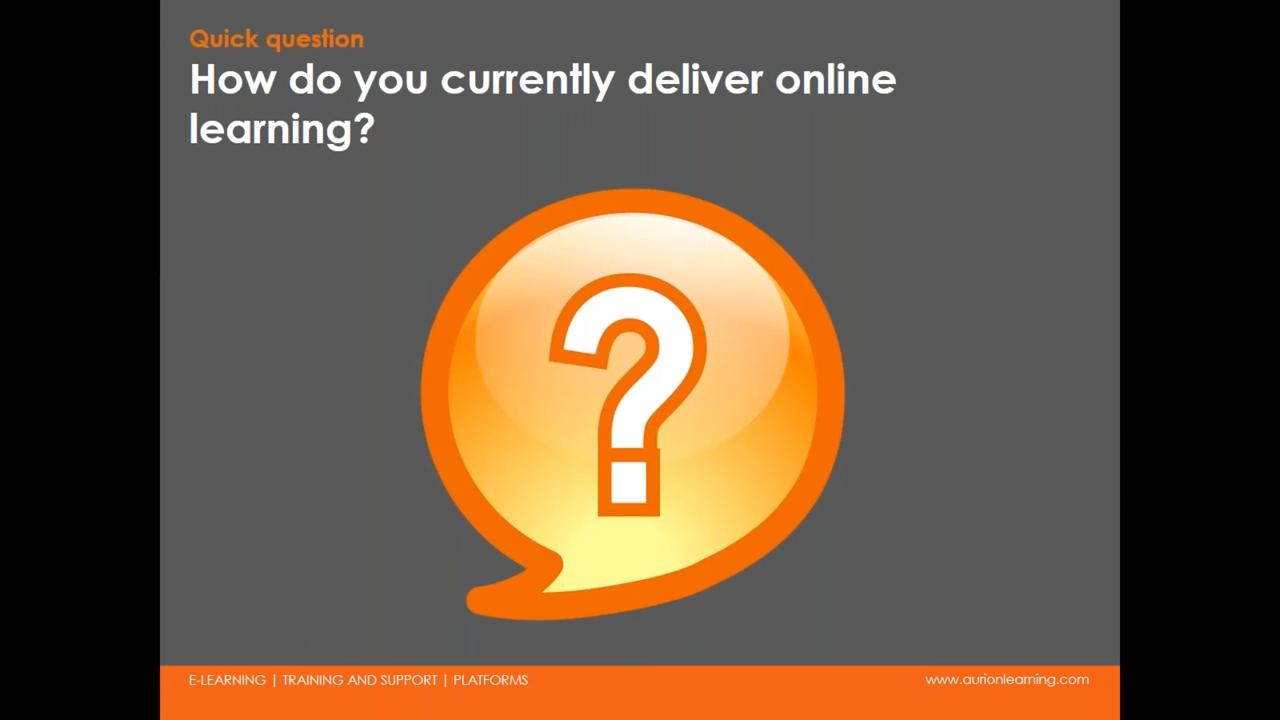 Quick question
How do you currently deliver online
learning?
?
E-LEARNING | TRAINING AND SUPPORT | PLATFORMS
www.aurionlearning.com